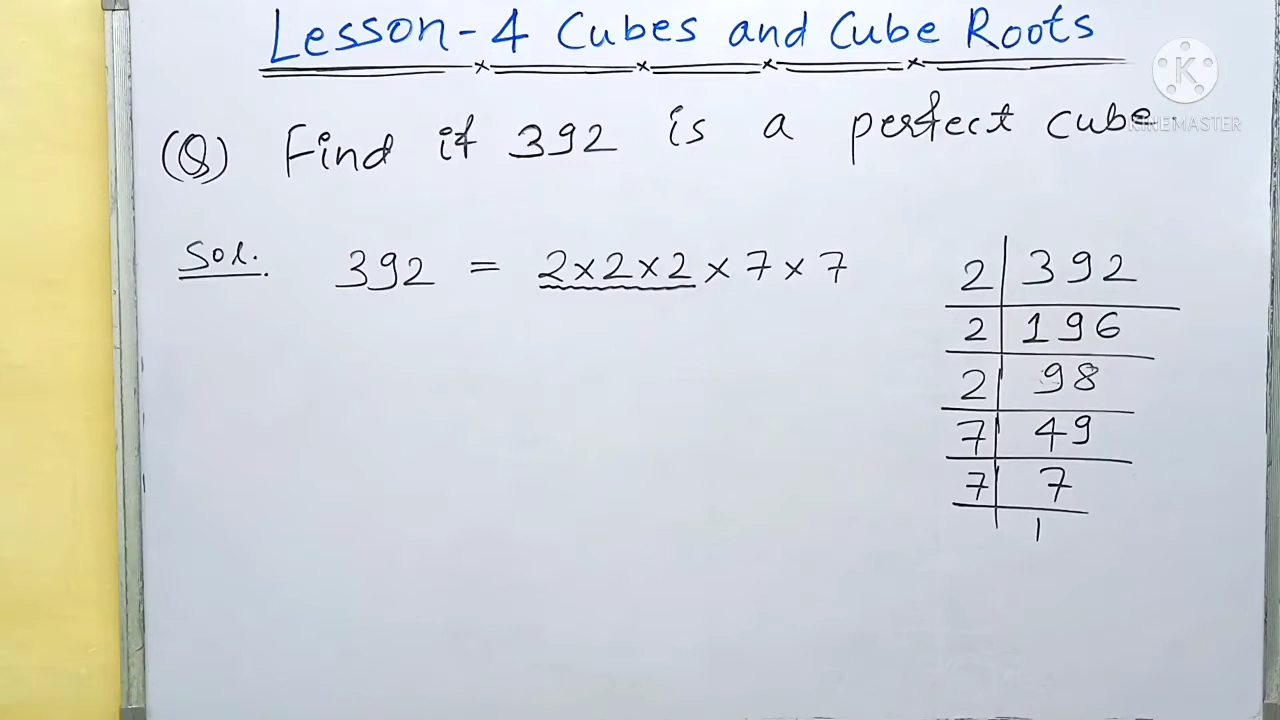 Lesson-4 Cubes and Cube Roots
K
KINEMASTER
(Q) Find if 392 is a perfect cube.
Sol. 392 = 2×2×2×7×7
2 | 392
2 | 196
2 | 98
7 | 49
7 | 7
1